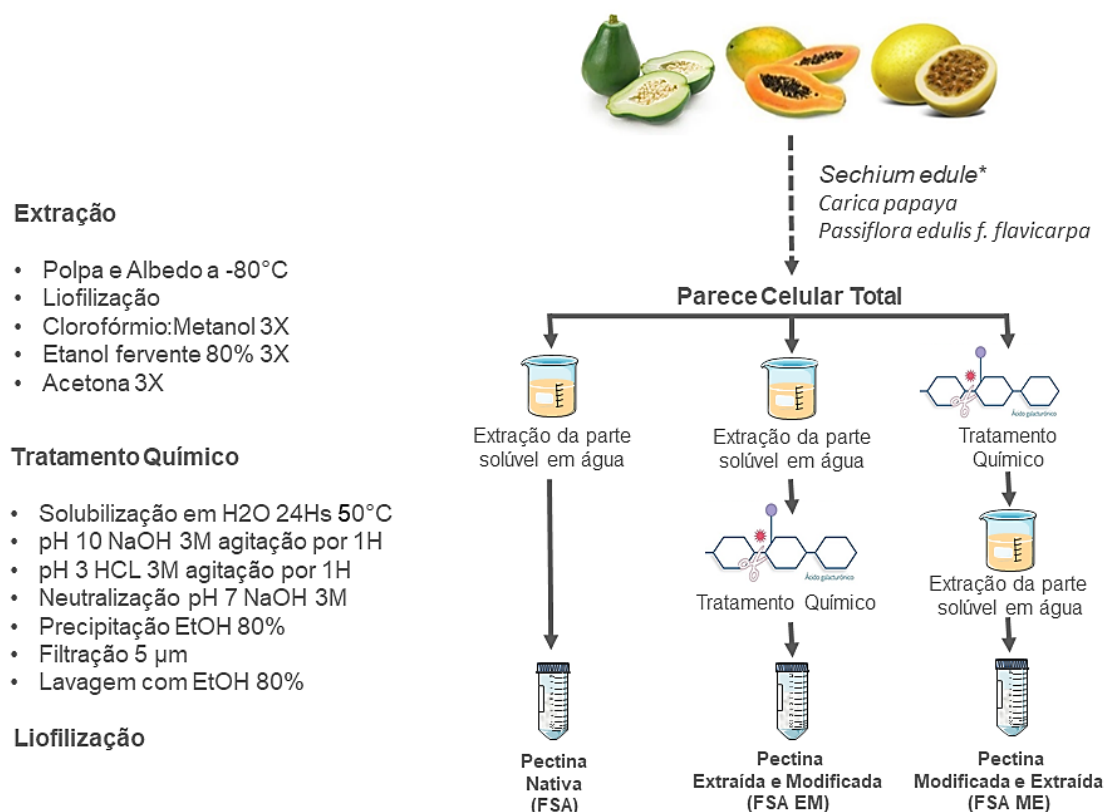 Sechium edule*
Carica papaya
Passiflora edulis f. flavicarpa
Extração
• Polpa e Albedo a -80°C
• Liofilização
• Clorofórmio:Metanol 3X
• Etanol fervente 80% 3X
• Acetona 3X
Tratamento Químico
• Solubilização em H2O 24Hs 50°C
• pH 10 NaOH 3M agitação por 1H
• pH 3 HCL 3M agitação por 1H
• Neutralização pH 7 NaOH 3M
• Precipitação EtOH 80%
• Filtração 5 µm
• Lavagem com EtOH 80%
Liofilização
Parece Celular Total
Extração da parte
solúvel em água
Pectina
Nativa
(FSA)
Extração da parte
solúvel em água
Ácido galacturónico
Tratamento Químico
Pectina
Extraída e Modificada
(FSA EM)
Ácido galacturónico
Tratamento
Químico
Extração da parte
solúvel em água
Pectina
Modificada e Extraída
(FSA ME)